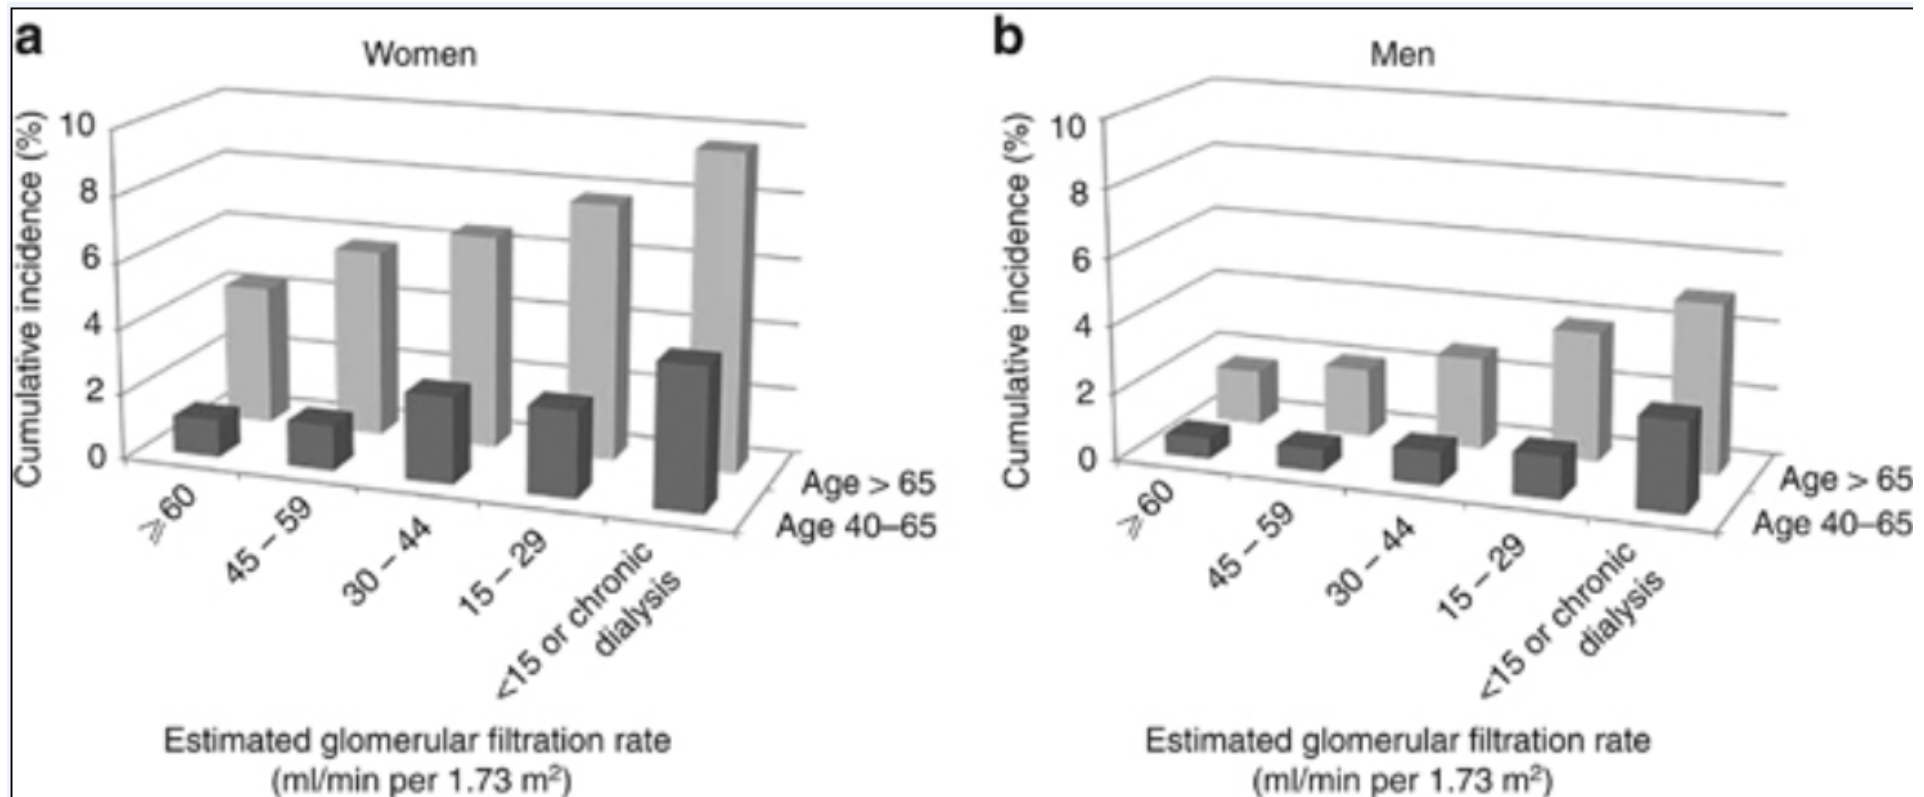 a
Women
Cumulative incidence (%)
10
8
6
4
2
0
⩾60
45 – 59
30 – 44
15 – 29
<15 or chronic
dialysis
Age > 65
Age 40–65
Estimated glomerular filtration rate
(ml/min per 1.73 m²)
b
Men
Cumulative incidence (%)
10
8
6
4
2
0
⩾60
45 – 59
30 – 44
15 – 29
<15 or chronic
dialysis
Age > 65
Age 40–65
Estimated glomerular filtration rate
(ml/min per 1.73 m²)